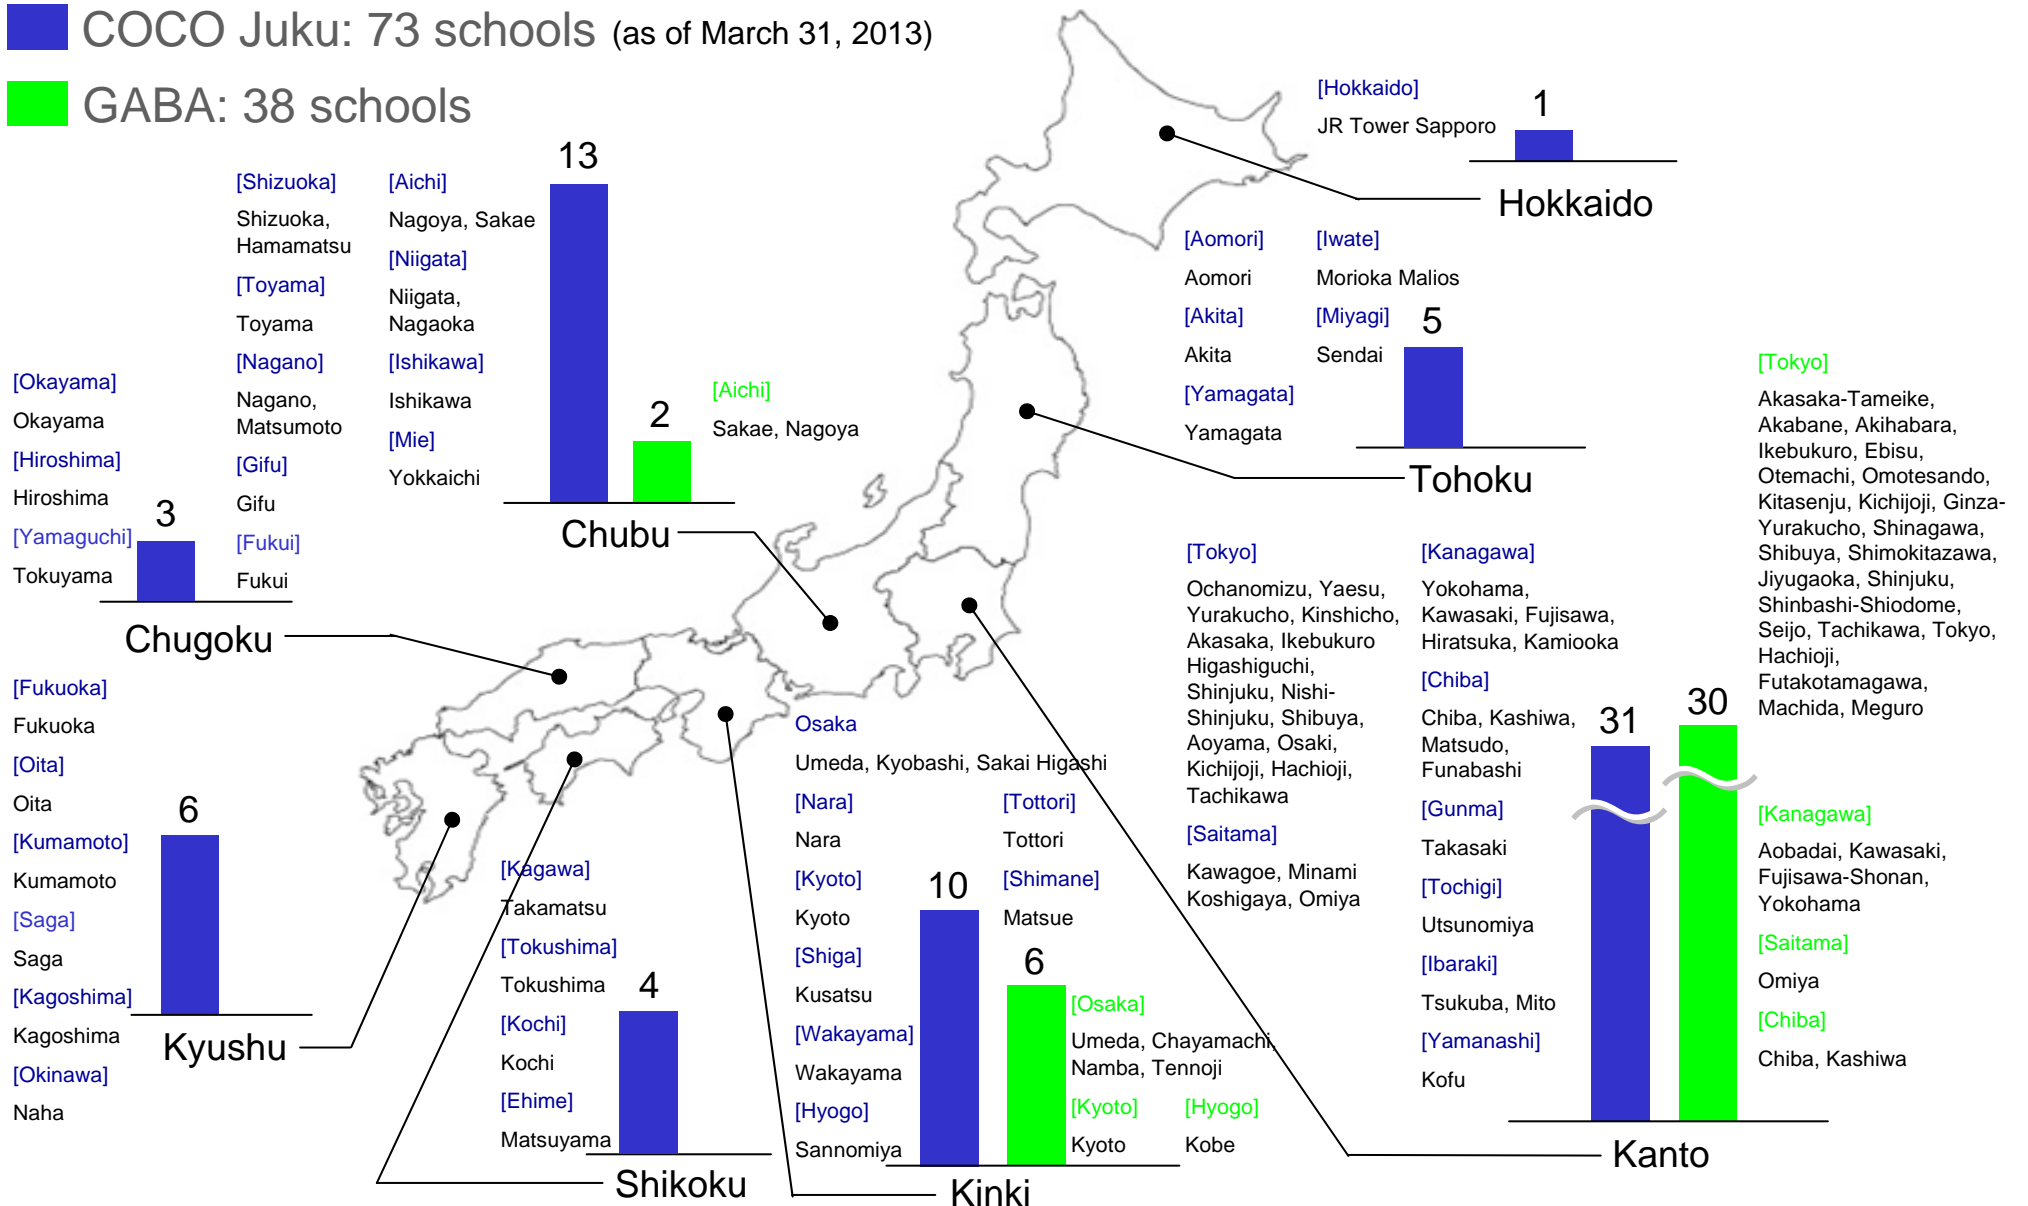 COCO Juku: 73 schools (as of March 31, 2013)
GABA: 38 schools
[Hokkaido]
JR Tower Sapporo
1
Hokkaido
[Aomori]
Aomori
[Akita]
Akita
[Yamagata]
Yamagata
[Iwate]
Morioka Malios
[Miyagi]
Sendai
5
Tohoku
[Shizuoka]
Shizuoka,
Hamamatsu
[Toyama]
Toyama
[Nagano]
Nagano,
Matsumoto
[Gifu]
Gifu
[Fukui]
Fukui
[Aichi]
Nagoya, Sakae
[Niigata]
Niigata,
Nagaoka
[Ishikawa]
Ishikawa
[Mie]
Yokkaichi
13
2
[Aichi]
Sakae, Nagoya
Chubu
[Okayama]
Okayama
[Hiroshima]
Hiroshima
[Yamaguchi]
Tokuyama
3
Chugoku
[Fukuoka]
Fukuoka
[Oita]
Oita
[Kumamoto]
Kumamoto
[Saga]
Saga
[Kagoshima]
Kagoshima
[Okinawa]
Naha
6
Kyushu
[Kagawa]
Takamatsu
[Tokushima]
Tokushima
[Kochi]
Kochi
[Ehime]
Matsuyama
4
Shikoku
Osaka
Umeda, Kyobashi, Sakai Higashi
[Nara]
Nara
[Kyoto]
Kyoto
[Shiga]
Kusatsu
[Wakayama]
Wakayama
[Hyogo]
Sannomiya
[Tottori]
Tottori
[Shimane]
Matsue
10
6
[Osaka]
Umeda, Chayamachi,
Namba, Tennoji
[Kyoto]
Kyoto
[Hyogo]
Kobe
Kinki
[Tokyo]
Ochanomizu, Yaesu,
Yurakucho, Kinshicho,
Akasaka, Ikebukuro
Higashiguchi,
Shinjuku, Nishi-
Shinjuku, Shibuya,
Aoyama, Osaki,
Kichijoji, Hachioji,
Tachikawa
[Saitama]
Kawagoe, Minami
Koshigaya, Omiya
[Kanagawa]
Yokohama,
Kawasaki, Fujisawa,
Hiratsuka, Kamiooka
[Chiba]
Chiba, Kashiwa,
Matsudo,
Funabashi
[Gunma]
Takasaki
[Tochigi]
Utsunomiya
[Ibaraki]
Tsukuba, Mito
[Yamanashi]
Kofu
31
30
[Tokyo]
Akasaka-Tameike,
Akabane, Akihabara,
Ikebukuro, Ebisu,
Otemachi, Omotesando,
Kitasenju, Kichijoji, Ginza-
Yurakucho, Shinagawa,
Shibuya, Shimokitazawa,
Jiyugaoka, Shinjuku,
Shinbashi-Shiodome,
Seijo, Tachikawa, Tokyo,
Hachioji,
Futakotamagawa,
Machida, Meguro
[Kanagawa]
Aobadai, Kawasaki,
Fujisawa-Shonan,
Yokohama
[Saitama]
Omiya
[Chiba]
Chiba, Kashiwa
Kanto